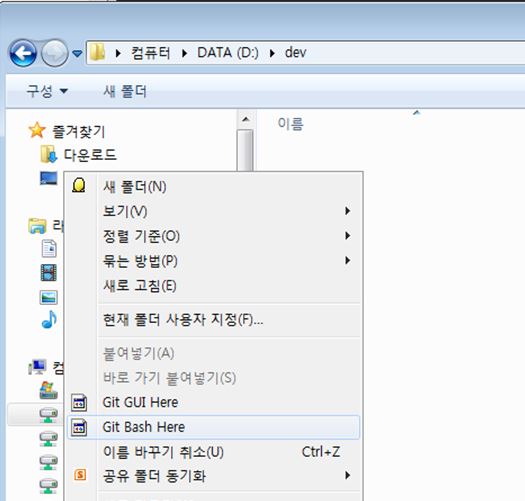 컴퓨터 DATA (D:) dev
구성 새 폴더
즐겨찾기
이름
다운로드
새 폴더(N)
보기(V)
정렬 기준(O)
묶는 방법(P)
새로 고침(E)
현재 폴더 사용자 지정(F)...
붙여넣기(A)
바로 가기 붙여넣기(S)
Git GUI Here
Git Bash Here
이름 바꾸기 취소(U) Ctrl+Z
공유 폴더 동기화